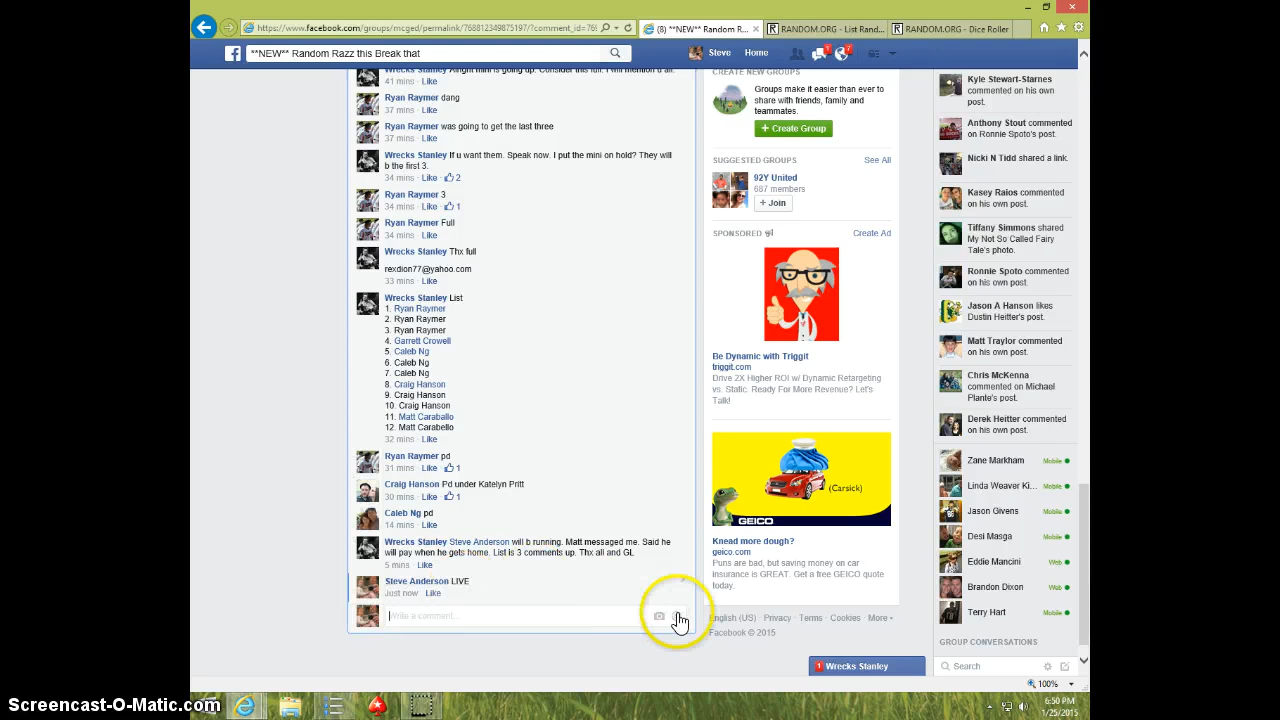 https://www.facebook.com/groups/mcged/permalink/768812349875197/?comment_id=76
(8) **NEW** Random R...
RANDOM.ORG - List Rand...
RANDOM.ORG - Dice Roller
**NEW** Random Razz this Break that
Steve
Home
1
7
Wrecks Stanley Alright mini is going up. Consider this full. I will mention u all.
41 mins · Like
Ryan Raymer dang
37 mins · Like
Ryan Raymer was going to get the last three
37 mins · Like
Wrecks Stanley If u want them. Speak now. I put the mini on hold? They will
b the first 3.
34 mins · Like · 2
Ryan Raymer 3
34 mins · Like · 1
Ryan Raymer Full
34 mins · Like
Wrecks Stanley Thx full
rexdion77@yahoo.com
33 mins · Like
Wrecks Stanley List
1. Ryan Raymer
2. Ryan Raymer
3. Ryan Raymer
4. Garrett Crowell
5. Caleb Ng
6. Caleb Ng
7. Caleb Ng
8. Craig Hanson
9. Craig Hanson
10. Craig Hanson
11. Matt Caraballo
12. Matt Carabello
32 mins · Like
Ryan Raymer pd
31 mins · Like · 1
Craig Hanson Pd under Katelyn Pritt
30 mins · Like · 1
Caleb Ng pd
14 mins · Like
Wrecks Stanley Steve Anderson will b running. Matt messaged me. Said he
will pay when he gets home. List is 3 comments up. Thx all and GL
5 mins · Like
Steve Anderson LIVE
Just now · Like
Write a comment...
CREATE NEW GROUPS
Groups make it easier than ever to
share with friends, family and
teammates.
+ Create Group
SUGGESTED GROUPS
See All
92Y United
687 members
+ Join
SPONSORED
Create Ad
Be Dynamic with Triggit
triggit.com
Drive 2X Higher ROI w/ Dynamic Retargeting
vs. Static. Ready For More Revenue? Let's
Talk!
(Carsick)
GEICO
Knead more dough?
geico.com
Puns are bad, but saving money on car
insurance is GREAT. Get a free GEICO quote
today.
English (US) · Privacy · Terms · Cookies · More
Facebook © 2015
1 Wrecks Stanley
Kyle Stewart-Starnes
commented on his own
post.
Anthony Stout commented
on Ronnie Spoto's post.
Nicki N Tidd shared a link.
Kasey Raios commented
on his own post.
Tiffany Simmons shared
My Not So Called Fairy
Tale's photo.
Ronnie Spoto commented
on his own post.
Jason A Hanson likes
Dustin Heitter's post.
Matt Traylor commented
on his own post.
Chris McKenna
commented on Michael
Plante's post.
Derek Heitter commented
on his own post.
Zane Markham Mobile
Linda Weaver Ki... Mobile
Jason Givens Mobile
Desi Masga Mobile
Eddie Mancini Web
Brandon Dixon Web
Terry Hart Mobile
GROUP CONVERSATIONS
Search
100%
6:50 PM
1/25/2015
Screencast-O-Matic.com